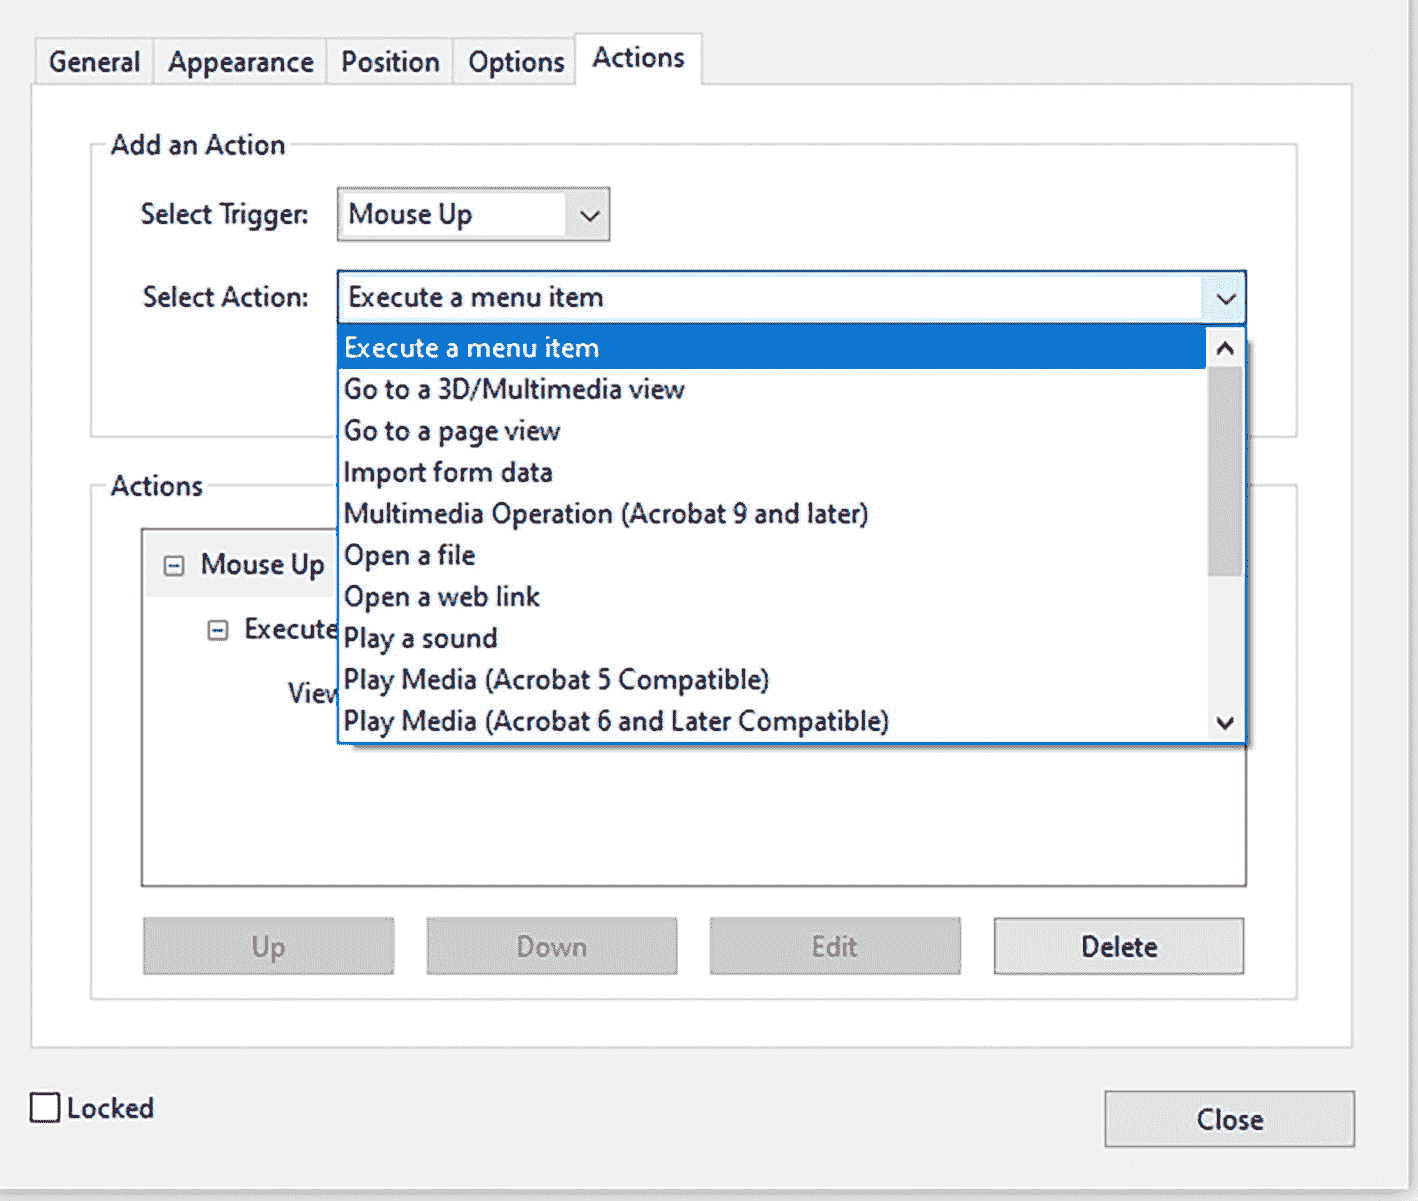 General Appearance Position Options Actions
Add an Action
Select Trigger: Mouse Up
Select Action: Execute a menu item
Execute a menu item
Go to a 3D/Multimedia view
Go to a page view
Import form data
Multimedia Operation (Acrobat 9 and later)
Open a file
Open a web link
Play a sound
Play Media (Acrobat 5 Compatible)
Play Media (Acrobat 6 and Later Compatible)
Actions
Mouse Up
Execute
View
Up Down Edit Delete
Locked
Close